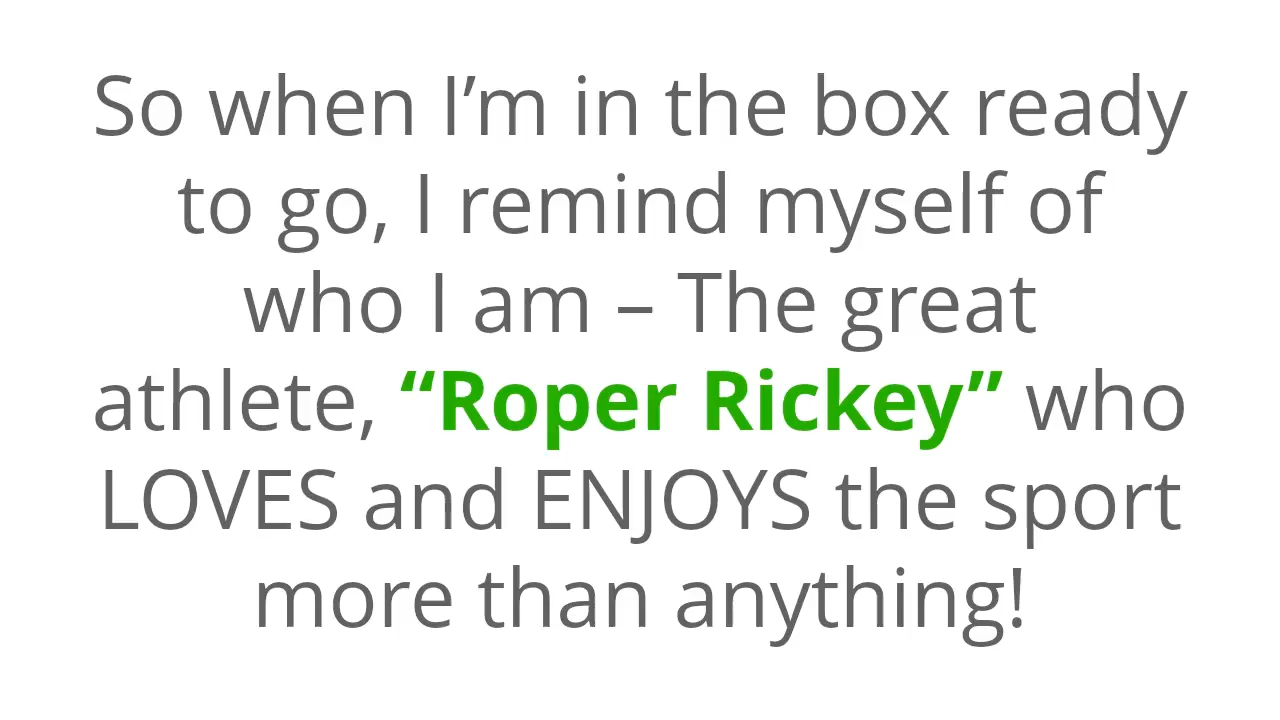 So when I’m in the box ready
to go, I remind myself of
who I am – The great
athlete, “Roper Rickey” who
LOVES and ENJOYS the sport
more than anything!